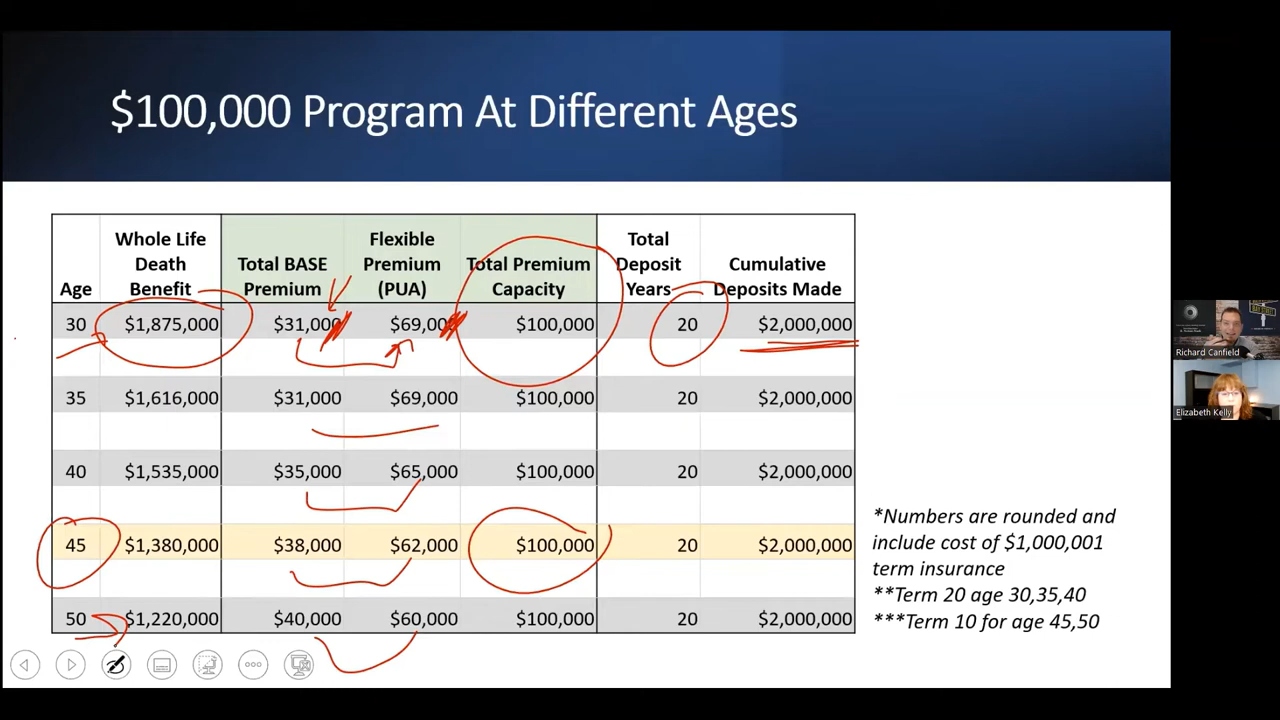 $100,000 Program At Different Ages
Age
Whole Life
Death
Benefit
Total BASE
Premium
Flexible
Premium
(PUA)
Total Premium
Capacity
Total
Deposit
Years
Cumulative
Deposits Made
30 $1,875,000 $31,000 $69,000 $100,000 20 $2,000,000
35 $1,616,000 $31,000 $69,000 $100,000 20 $2,000,000
40 $1,535,000 $35,000 $65,000 $100,000 20 $2,000,000
45 $1,380,000 $38,000 $62,000 $100,000 20 $2,000,000
50 $1,220,000 $40,000 $60,000 $100,000 20 $2,000,000
*Numbers are rounded and
include cost of $1,000,001
term insurance
**Term 20 age 30,35,40
***Term 10 for age 45,50
Richard Canfield
Elizabeth Kelly